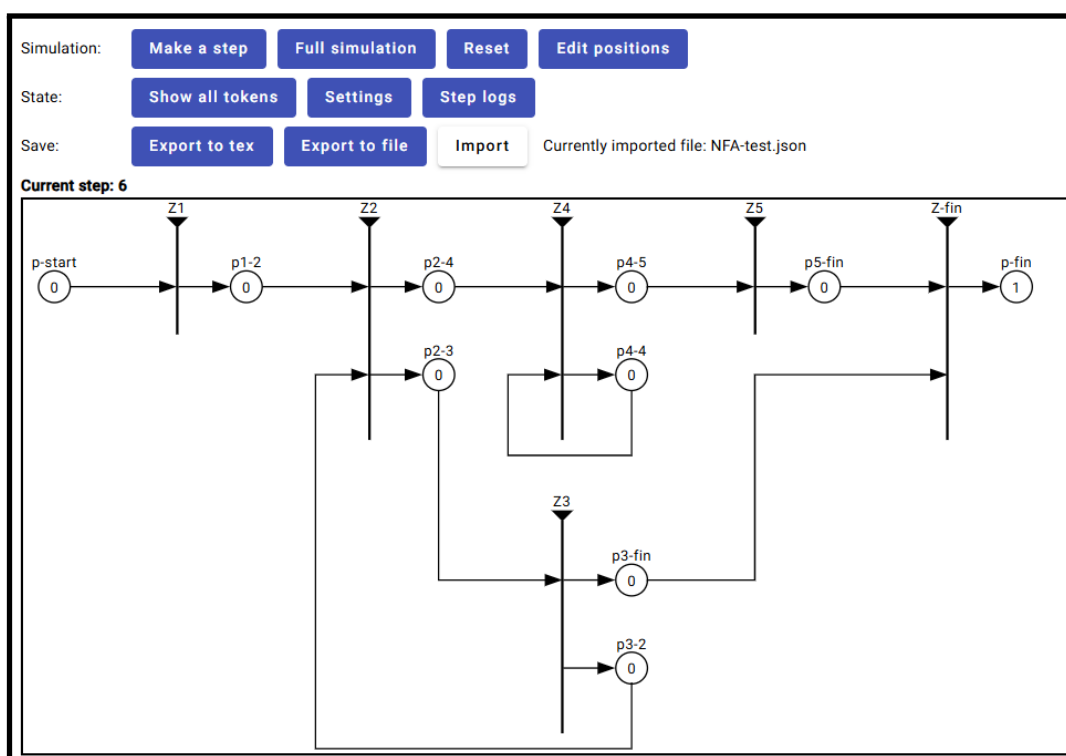 Simulation: Make a step Full simulation Reset Edit positions
State: Show all tokens Settings Step logs
Save: Export to tex Export to file Import Currently imported file: NFA-test.json
Current step: 6
Z1 Z2 Z4 Z5 Z-fin
p-start p1-2 p2-4 p4-5 p5-fin p-fin
0 0 0 0 0 1
p2-3 p4-4
0 0
Z3
p3-fin
0
p3-2
0